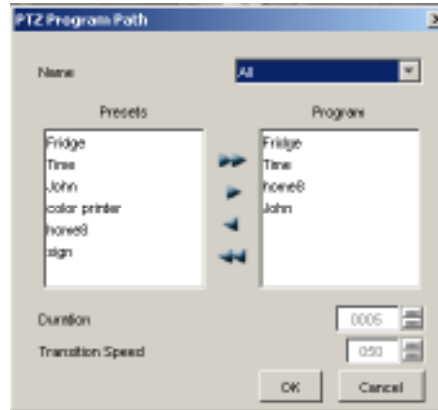 PTZ Program Path
Name All
Presets Program
Fridge
Time
John
color printer
home8
sign
Fridge
Time
home8
John
Duration 0005
Transition Speed 050
OK Cancel